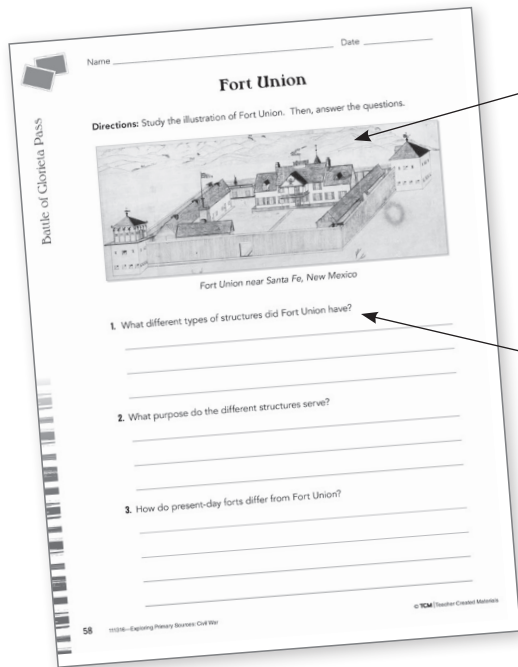 Name
Date
Fort Union
Directions: Study the illustration of Fort Union. Then, answer the questions.
Battle of Glorieta Pass
Fort Union near Santa Fe, New Mexico
1. What different types of structures did Fort Union have?
2. What purpose do the different structures serve?
3. How do present-day forts differ from Fort Union?
58
111316—Exploring Primary Sources: Civil War
© TCM | Teacher Created Materials